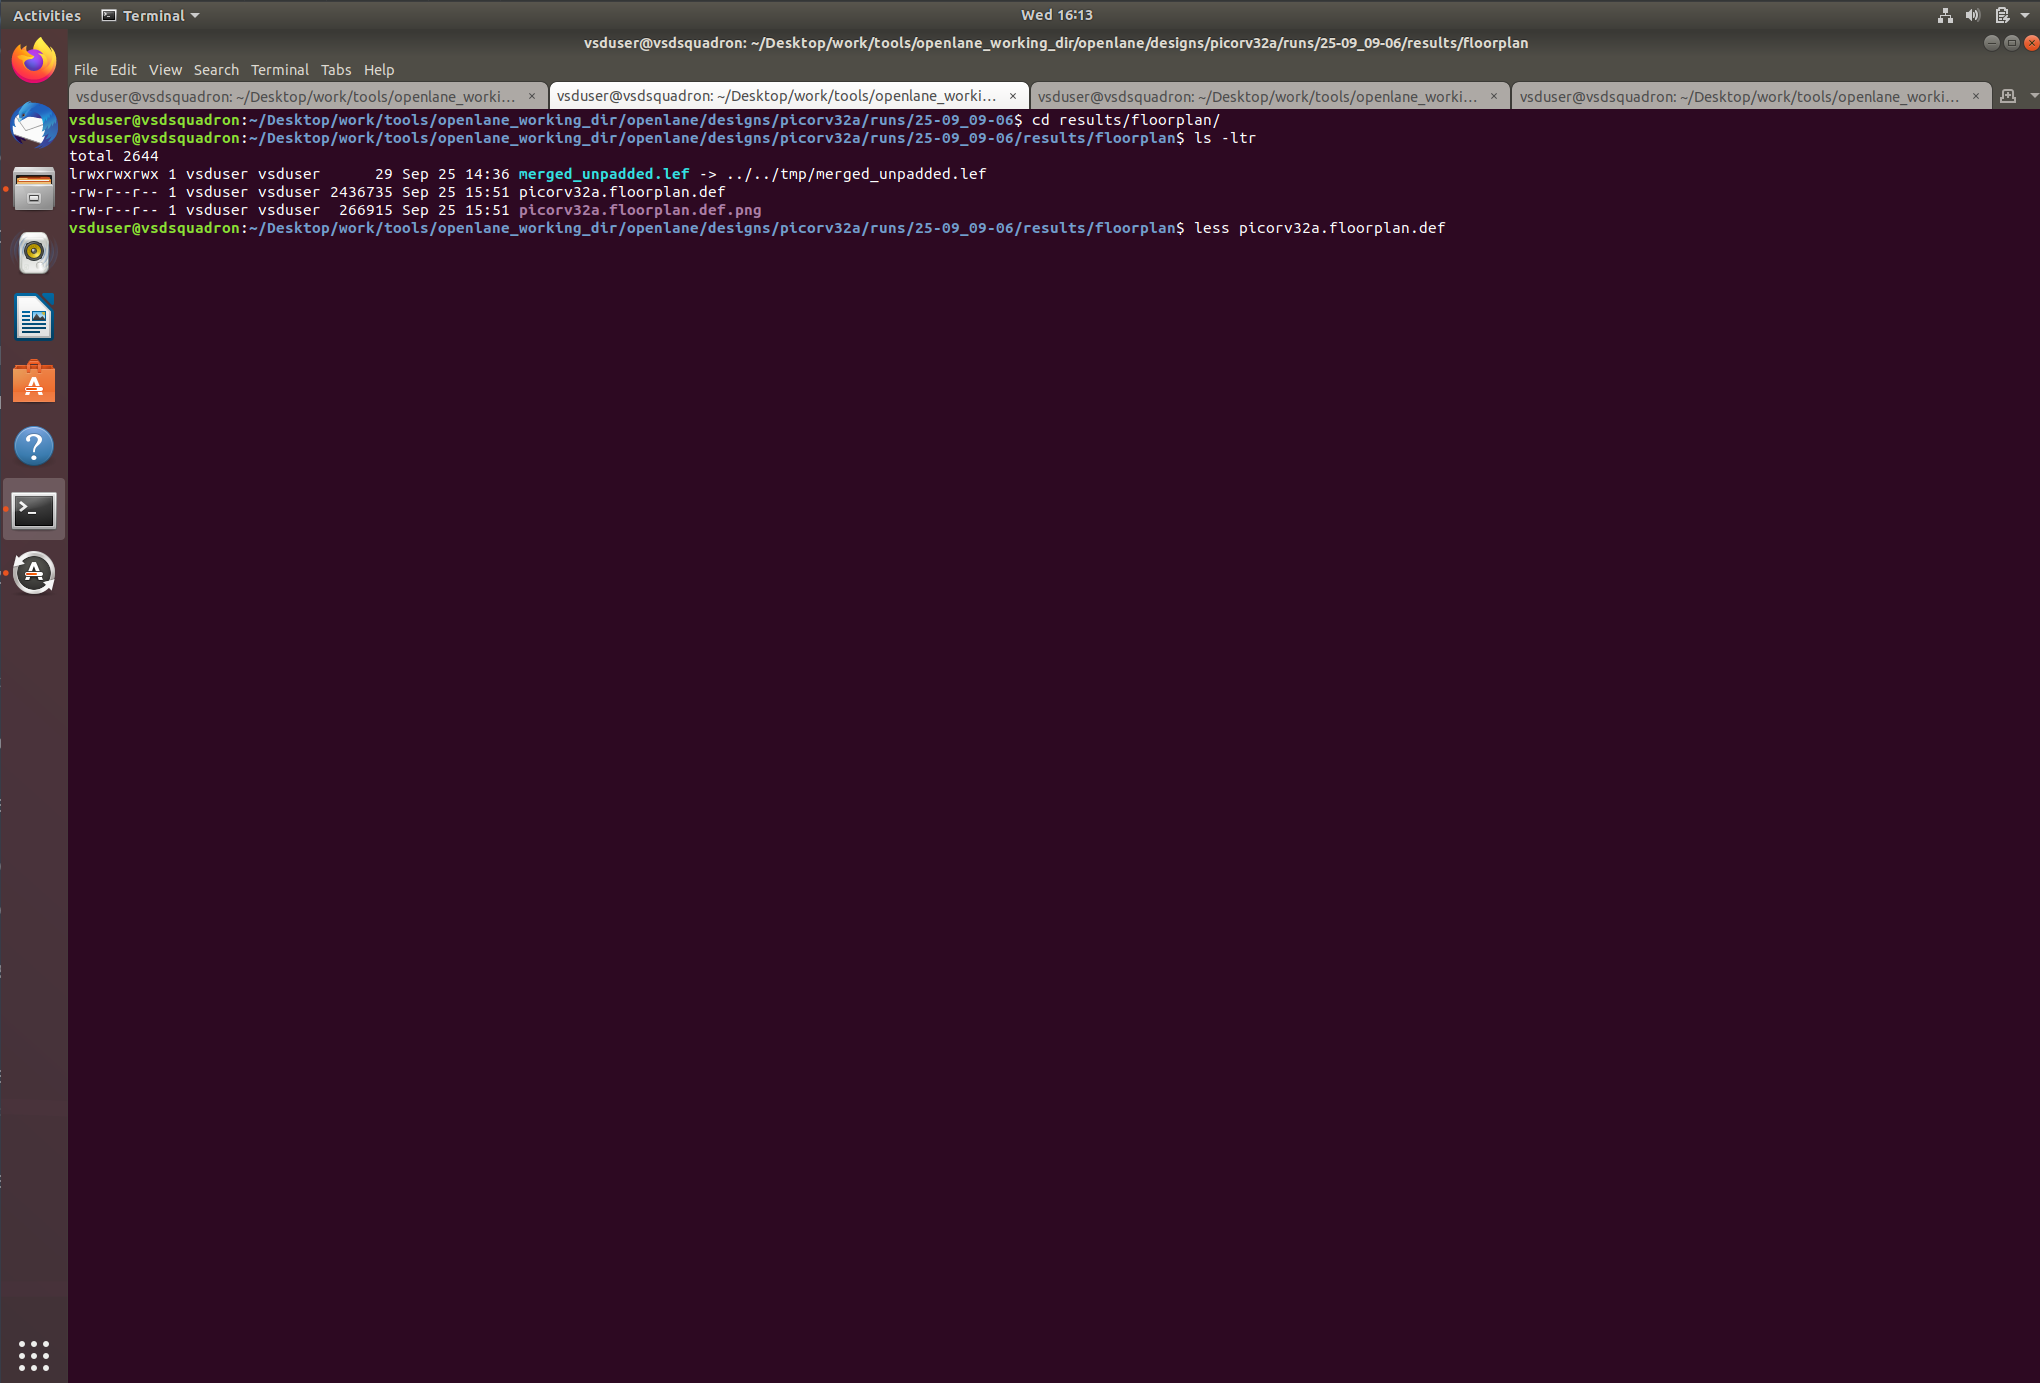 Activities Terminal Wed 16:13
vsduser@vsdsquadron: ~/Desktop/work/tools/openlane_working_dir/openlane/designs/picorv32a/runs/25-09_09-06/results/floorplan
File Edit View Search Terminal Tabs Help
vsduser@vsdsquadron: ~/Desktop/work/tools/openlane_worki... × vsduser@vsdsquadron: ~/Desktop/work/tools/openlane_worki... × vsduser@vsdsquadron: ~/Desktop/work/tools/openlane_worki... × vsduser@vsdsquadron: ~/Desktop/work/tools/openlane_worki... ×
vsduser@vsdsquadron:~/Desktop/work/tools/openlane_working_dir/openlane/designs/picorv32a/runs/25-09_09-06$ cd results/floorplan/
vsduser@vsdsquadron:~/Desktop/work/tools/openlane_working_dir/openlane/designs/picorv32a/runs/25-09_09-06/results/floorplan$ ls -ltr
total 2644
lrwxrwxrwx 1 vsduser vsduser      29 Sep 25 14:36 merged_unpadded.lef -> ../../tmp/merged_unpadded.lef
-rw-r--r-- 1 vsduser vsduser 2436735 Sep 25 15:51 picorv32a.floorplan.def
-rw-r--r-- 1 vsduser vsduser  266915 Sep 25 15:51 picorv32a.floorplan.def.png
vsduser@vsdsquadron:~/Desktop/work/tools/openlane_working_dir/openlane/designs/picorv32a/runs/25-09_09-06/results/floorplan$ less picorv32a.floorplan.def